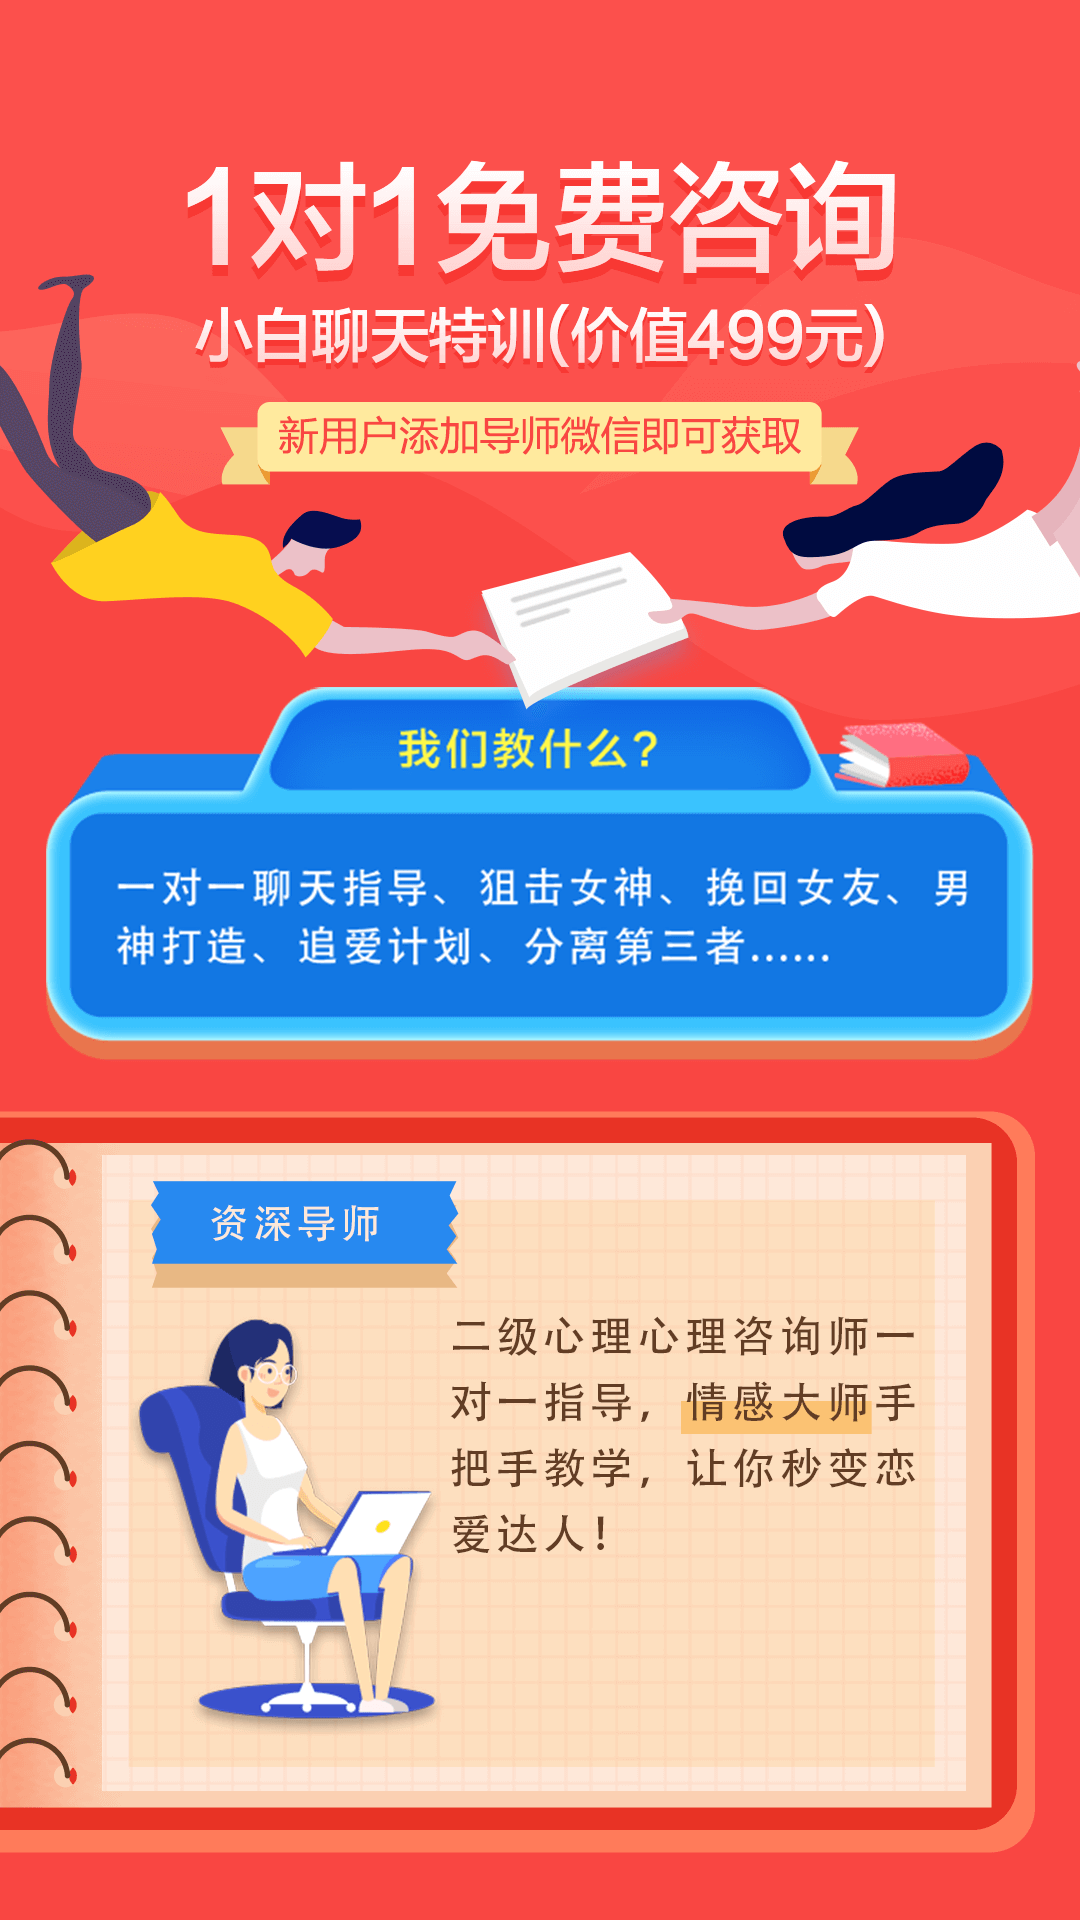 1对1免费咨询
小白聊天特训(价值499元)
新用户添加导师微信即可获取
我们教什么?
一对一聊天指导、狙击女神、挽回女友、男
神打造、追爱计划、分离第三者......
资深导师
二级心理心理咨询师一
对一指导，情感大师手
把手教学，让你秒变恋
爱达人！